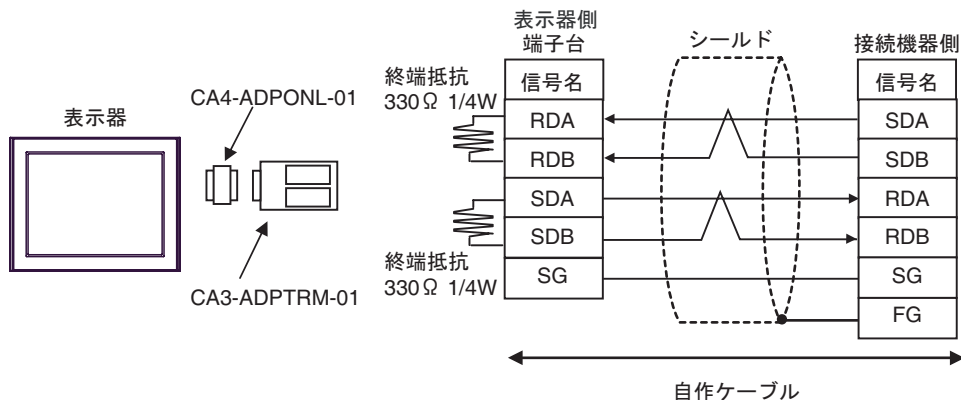 表示器
CA4-ADPONL-01
CA3-ADPTRM-01
終端抵抗
330Ω 1/4W
終端抵抗
330Ω 1/4W
表示器側
端子台
信号名
RDA
RDB
SDA
SDB
SG
シールド
接続機器側
信号名
SDA
SDB
RDA
RDB
SG
FG
自作ケーブル